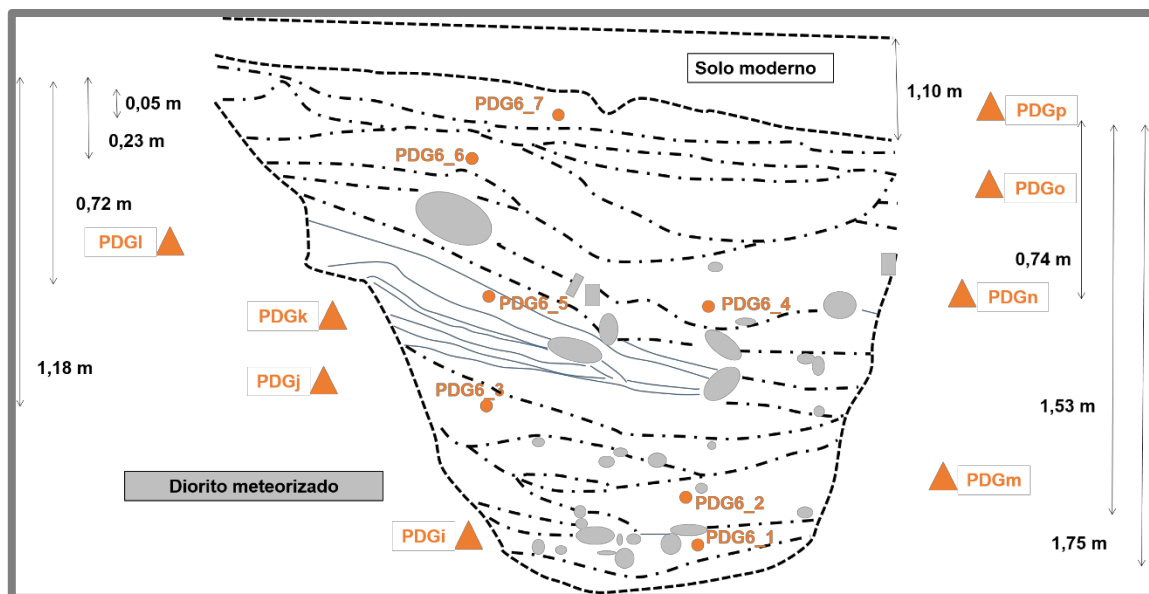 Solo moderno
0,05 m
1,10 m
PDG6_7
PDGp
0,23 m
PDG6_6
PDGo
0,72 m
PDGl
0,74 m
PDG6_5
PDG6_4
PDGn
PDGk
1,18 m
PDGj
PDG6_3
1,53 m
Diorito meteorizado
PDGm
PDG6_2
PDGi
PDG6_1
1,75 m